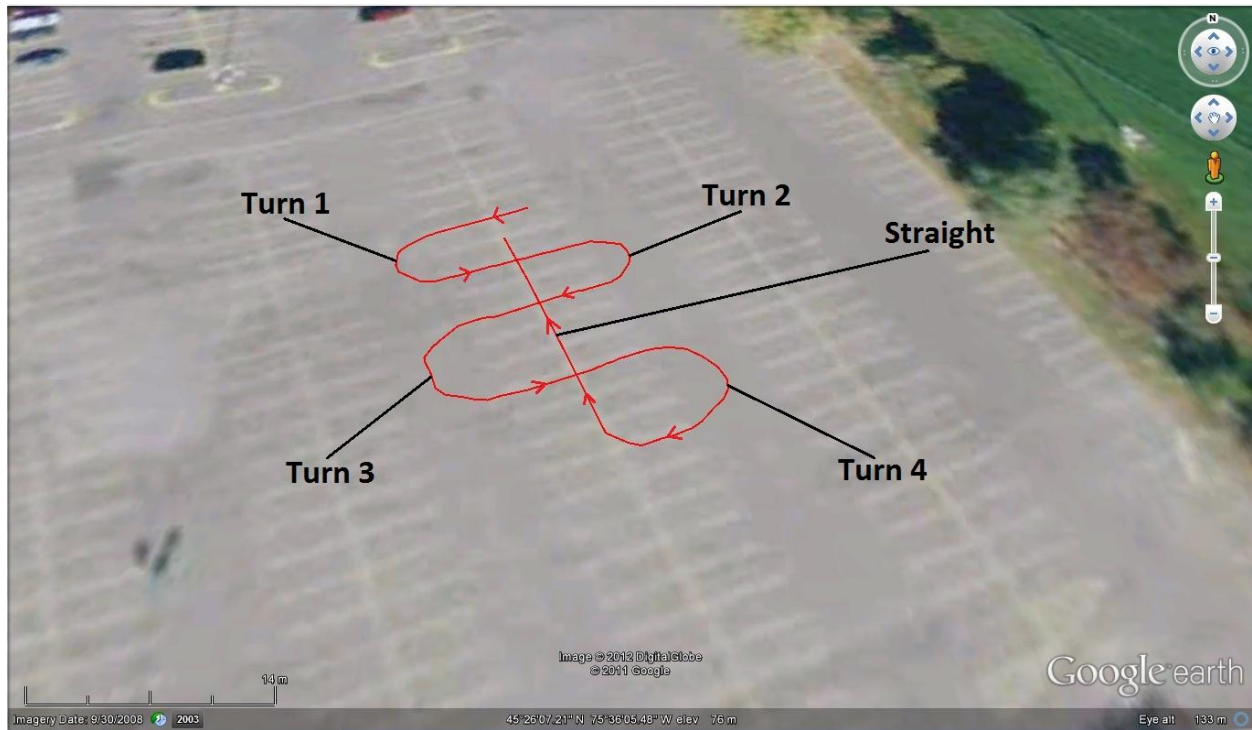 N
Turn 1
Turn 2
Straight
Turn 3
Turn 4
Image © 2012 DigitalGlobe
© 2011 Google
Google earth
14 m
Imagery Date: 9/30/2008
2003
45°26'07.21" N 75°36'05.48" W elev 76 m
Eye alt 133 m